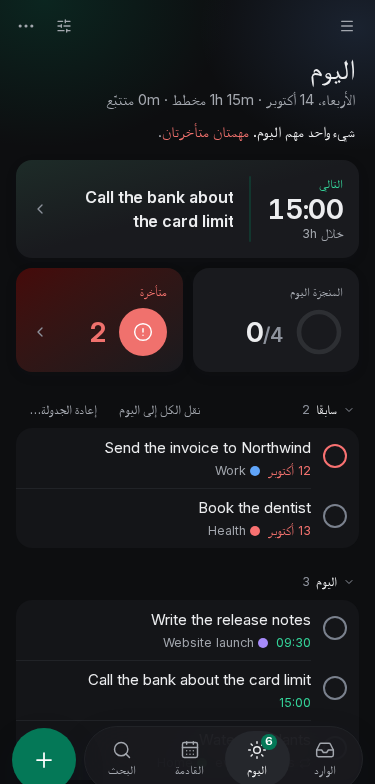 اليوم
الأربعاء، 14 أكتوبر · 1h 15m مخطط · 0m متتبّع
شيء واحد مهم اليوم. مهمتان متأخرتان.
التالي
15:00
خلال 3h
Call the bank about
the card limit
المنجزة اليوم
0/4
متأخرة
2
سابقًا 2
نقل الكل إلى اليوم
إعادة الجدولة...
Send the invoice to Northwind
12 أكتوبر Work
Book the dentist
13 أكتوبر Health
اليوم 3
Write the release notes
09:30 Website launch
Call the bank about the card limit
15:00
الوارد
اليوم 6
القادمة
البحث